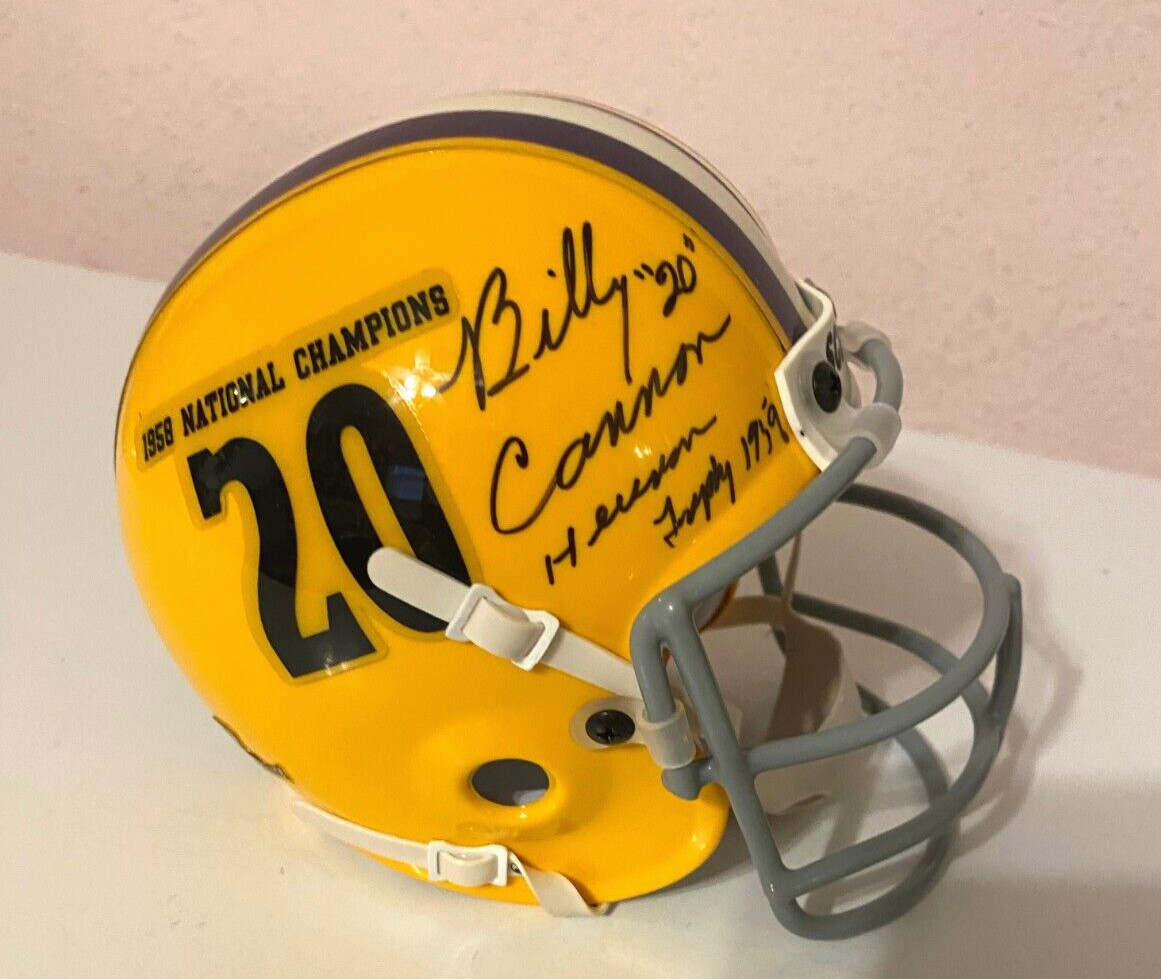 1958 NATIONAL CHAMPIONS
20
Billy "20"
Cannon
Heisman
Trophy 1959